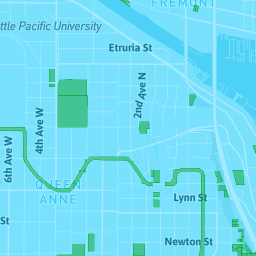 FREMONT
ttle Pacific University
Etruria St
2nd Ave N
4th Ave W
6th Ave W
QUEEN
ANNE
Lynn St
St
Newton St